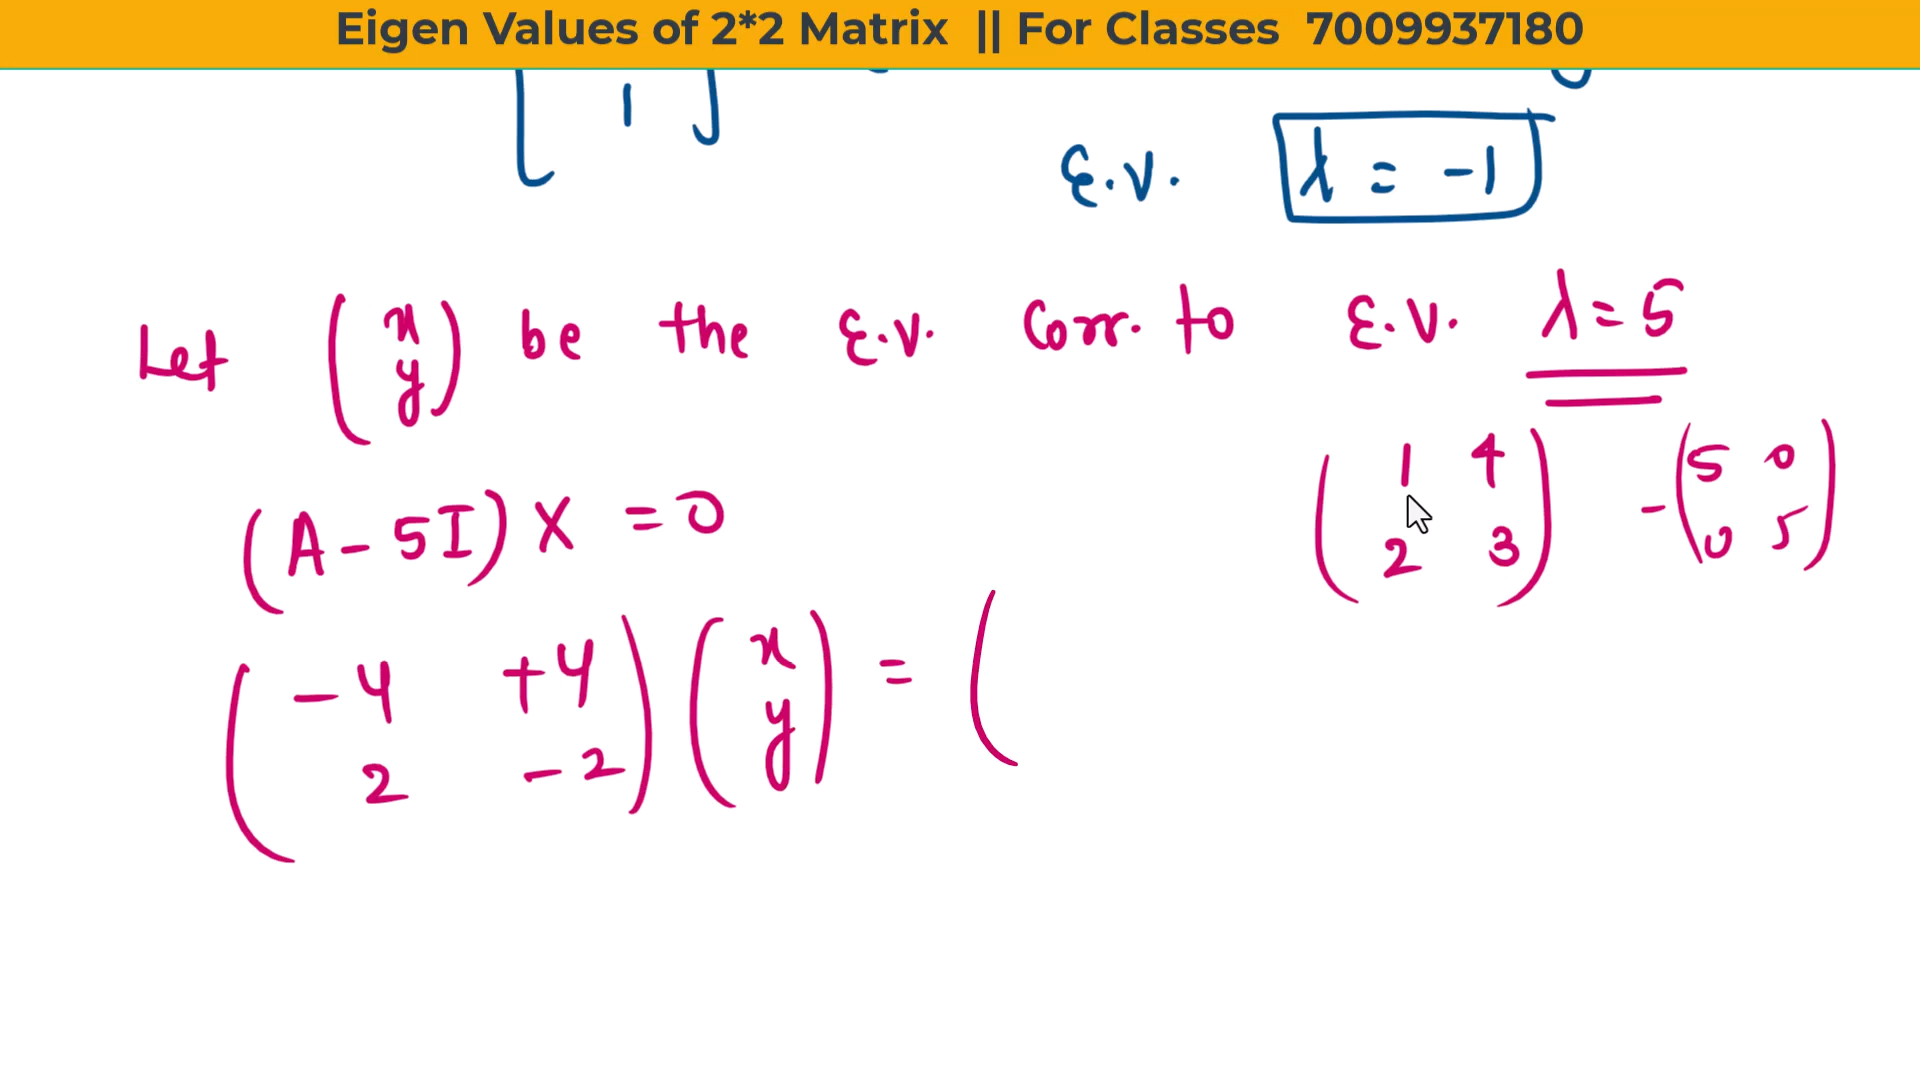 Eigen Values of 2*2 Matrix || For Classes 7009937180
[ 1 ]
E.V. λ = -1
Let (x y) be the E.V. Corr. to E.V. λ = 5
(A - 5I) X = 0
(1 4
2 3) - (5 0
0 5)
(-4 +4
2 -2) (x
y) = (